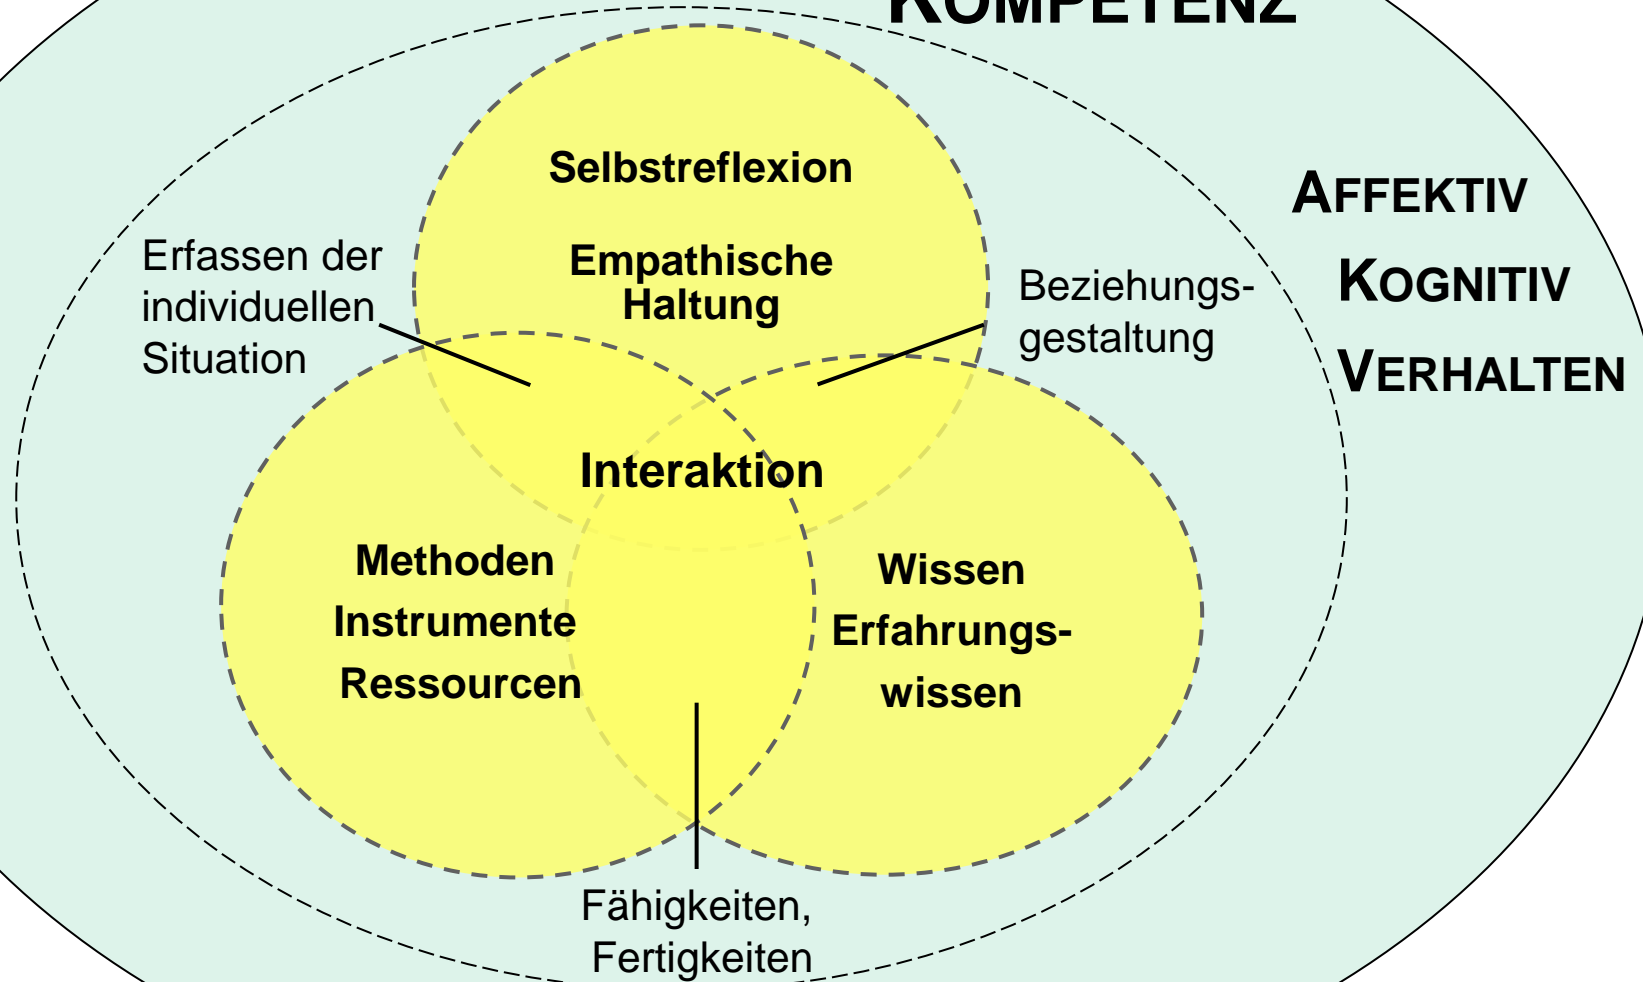 KOMPETENZ
Selbstreflexion
Empathische
Haltung
Erfassen der
individuellen
Situation
Beziehungs-
gestaltung
AFFEKTIV
KOGNITIV
VERHALTEN
Interaktion
Methoden
Instrumente
Ressourcen
Wissen
Erfahrungs-
wissen
Fähigkeiten,
Fertigkeiten